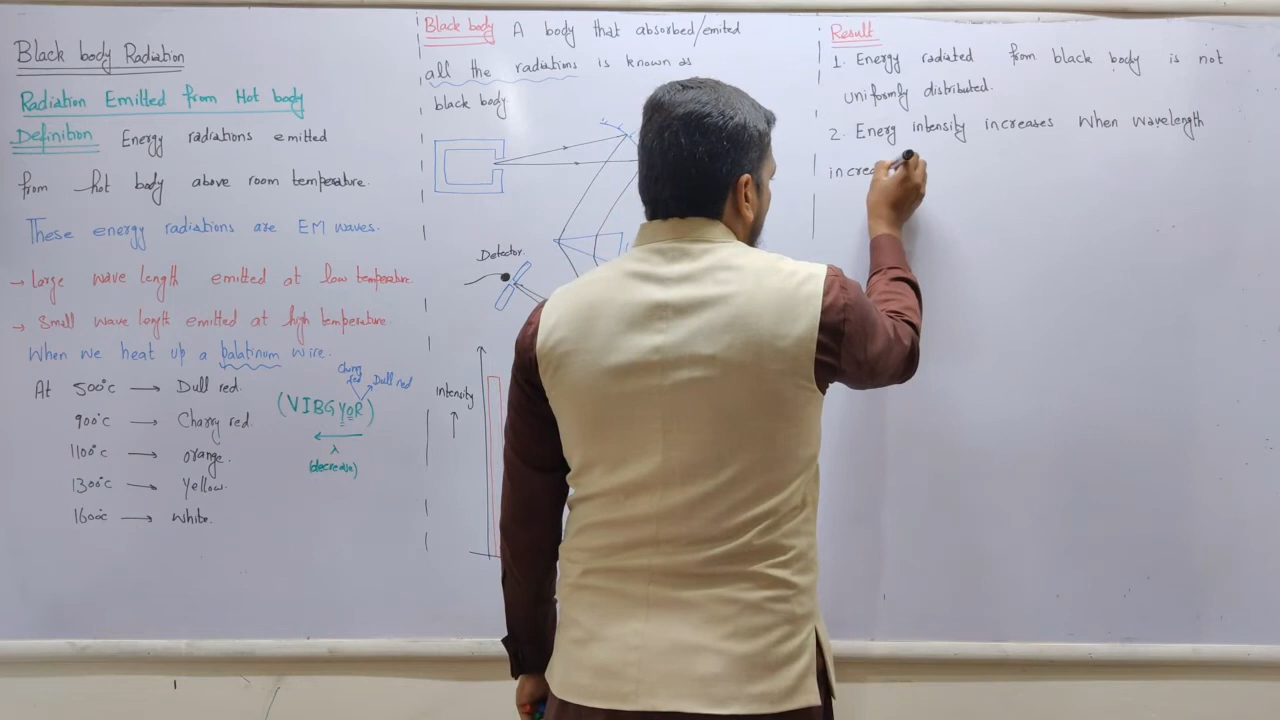 Black body Radiation
Radiation Emitted from Hot body
Definition Energy radiations emitted
from hot body above room temperature.
These energy radiations are EM waves.
→ large wave length emitted at low temperature.
→ Small wave length emitted at high temperature.
When we heat up a palatinum wire.
At 500°c → Dull red.
900°c → Charry red.
1100°c → orange.
1300°c → Yellow.
1600c → white.
Charry red
Dull red
(VIBGYOR)
λ
(decrease)
Black body A body that absorbed/emited
all the radiations is known as
black body
Detector.
Intensity
Result
1. Energy radiated from black body is not
uniformly distributed.
2. Energy intensity increases when wavelength
increa